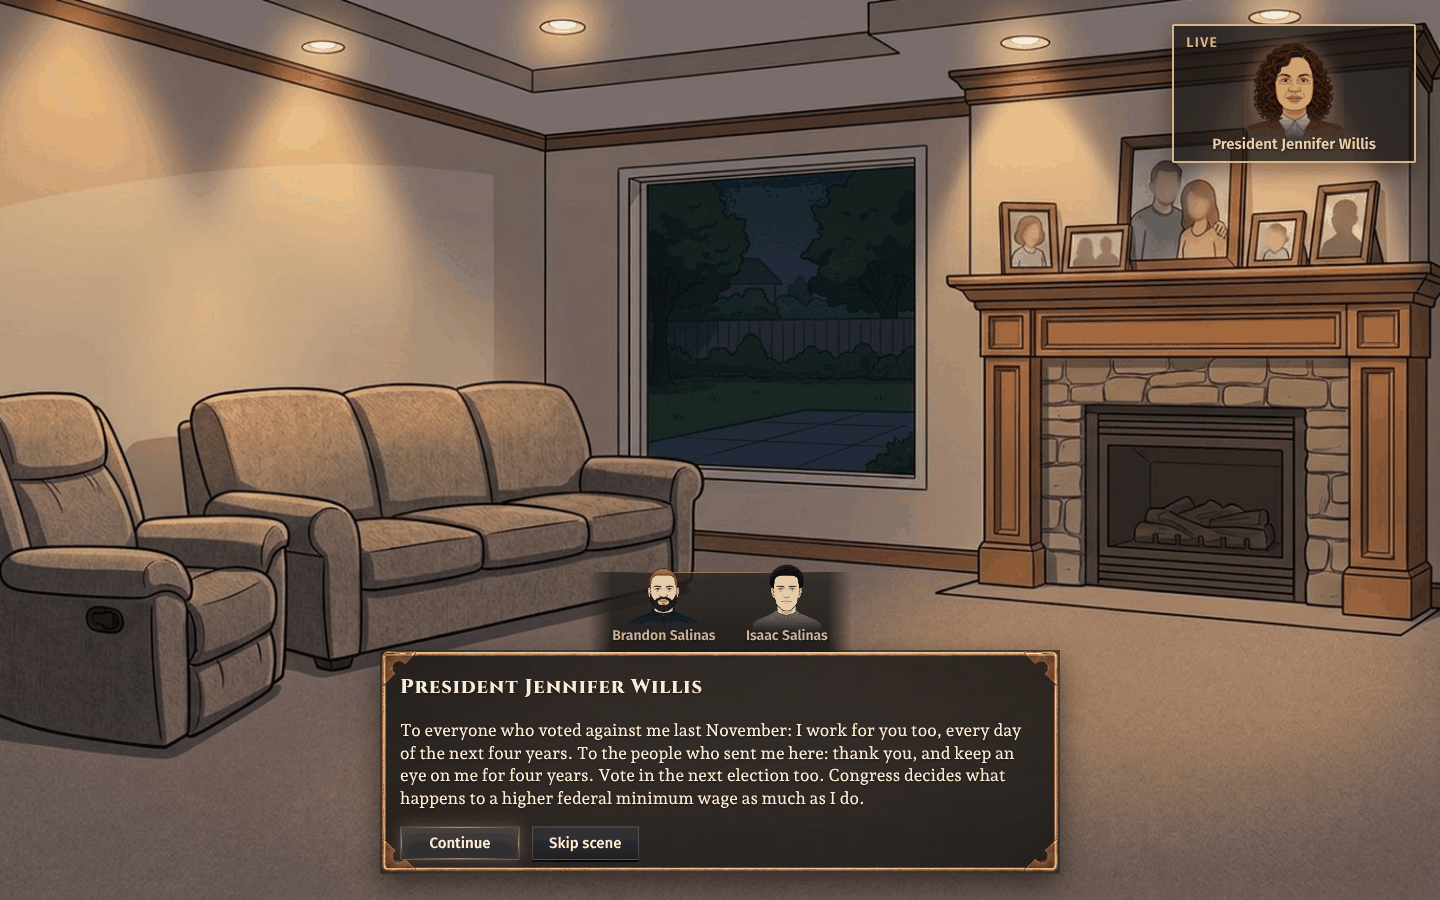 LIVE
President Jennifer Willis
Brandon Salinas
Isaac Salinas
President Jennifer Willis
To everyone who voted against me last November: I work for you too, every day
of the next four years. To the people who sent me here: thank you, and keep an
eye on me for four years. Vote in the next election too. Congress decides what
happens to a higher federal minimum wage as much as I do.
Continue
Skip scene